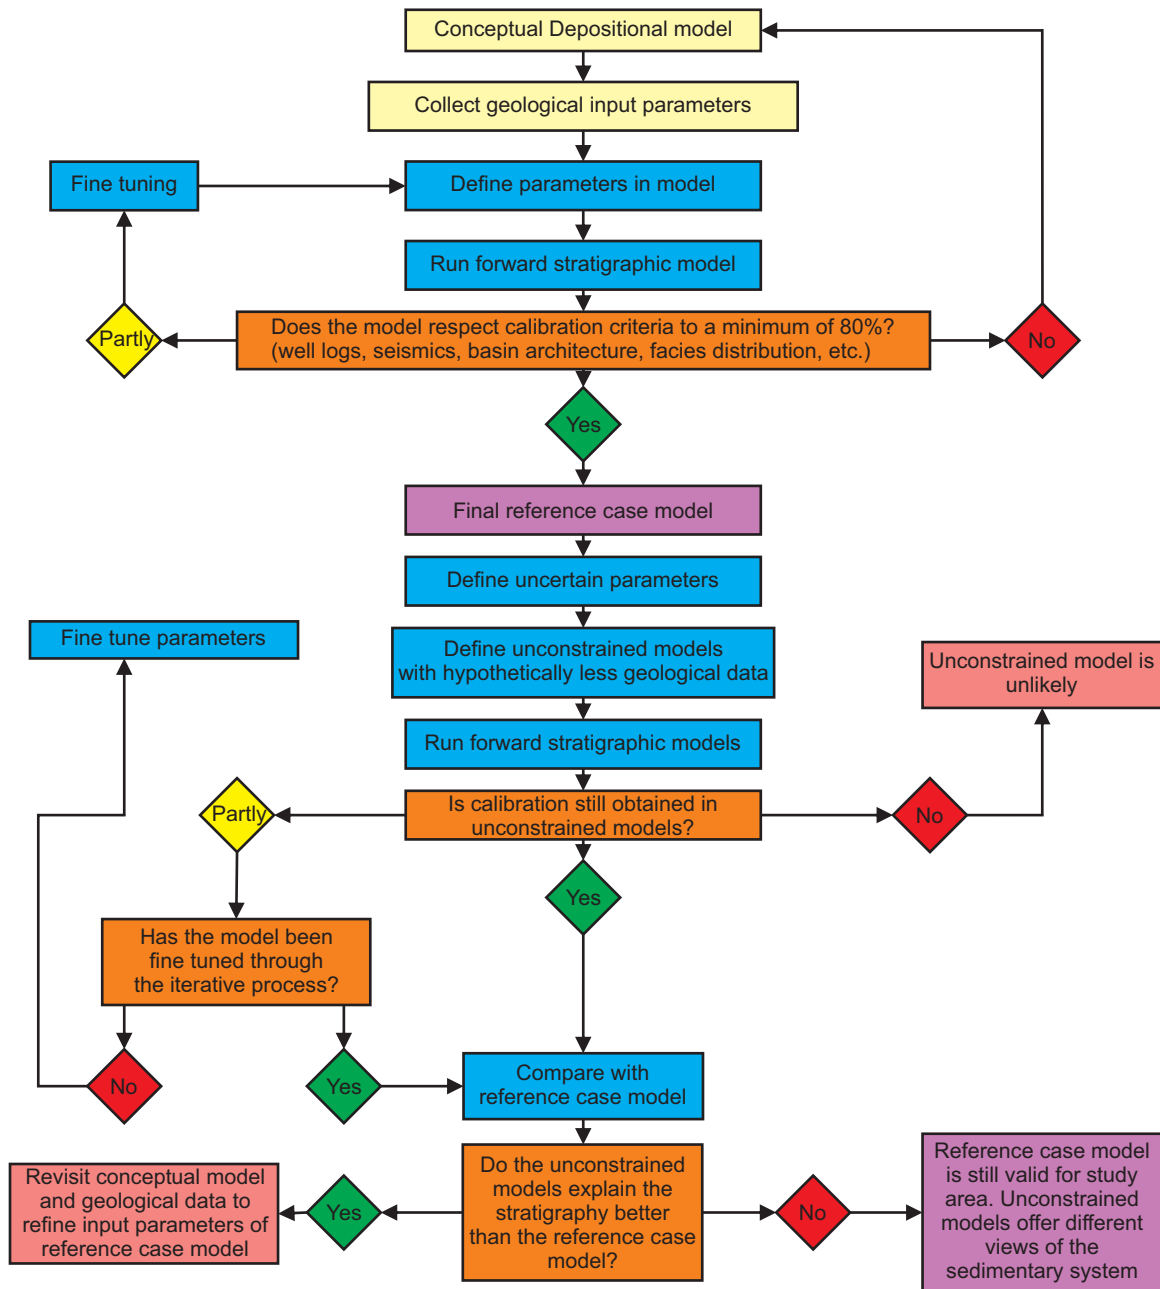 Conceptual Depositional model
Collect geological input parameters
Fine tuning
Define parameters in model
Run forward stratigraphic model
Partly
Does the model respect calibration criteria to a minimum of 80%?
(well logs, seismics, basin architecture, facies distribution, etc.)
No
Yes
Final reference case model
Define uncertain parameters
Fine tune parameters
Define unconstrained models
with hypothetically less geological data
Unconstrained model is
unlikely
Run forward stratigraphic models
Partly
Is calibration still obtained in
unconstrained models?
No
Yes
Has the model been
fine tuned through
the iterative process?
No
Yes
Compare with
reference case model
Revisit conceptual model
and geological data to
refine input parameters of
reference case model
Yes
Do the unconstrained
models explain the
stratigraphy better
than the reference case
model?
No
Reference case model
is still valid for study
area. Unconstrained
models offer different
views of the
sedimentary system